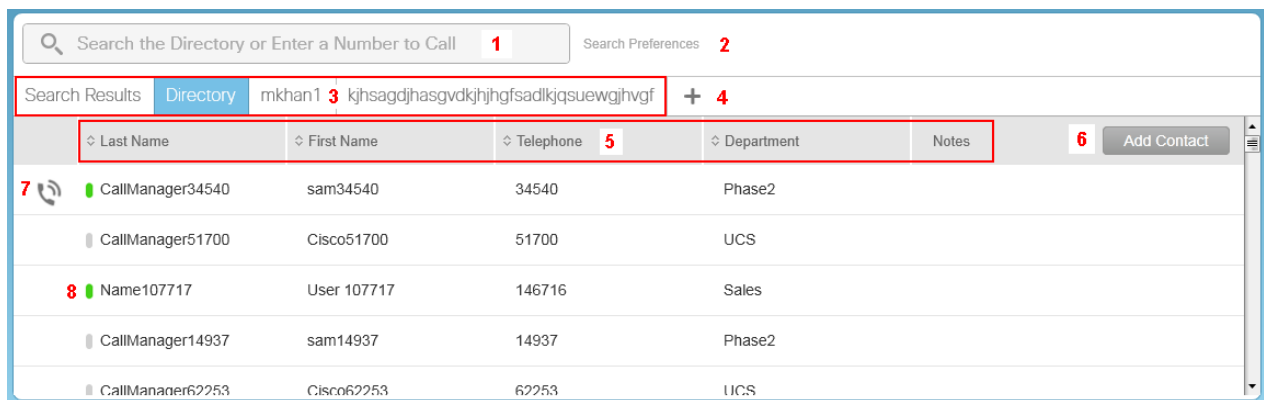 Search the Directory or Enter a Number to Call 1 Search Preferences 2
Search Results Directory mkhan1 3 kjhsagdjhasgvdkjhjhgfsadlkjqsuewgjhvgf + 4
Last Name First Name Telephone 5 Department Notes 6 Add Contact
7 CallManager34540 sam34540 34540 Phase2
CallManager51700 Cisco51700 51700 UCS
8 Name107717 User 107717 146716 Sales
CallManager14937 sam14937 14937 Phase2
CallManager62253 Cisco62253 62253 UCS